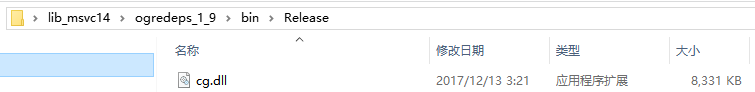 lib_msvc14 › ogredeps_1_9 › bin › Release
名称 修改日期 类型 大小
cg.dll 2017/12/13 3:21 应用程序扩展 8,331 KB